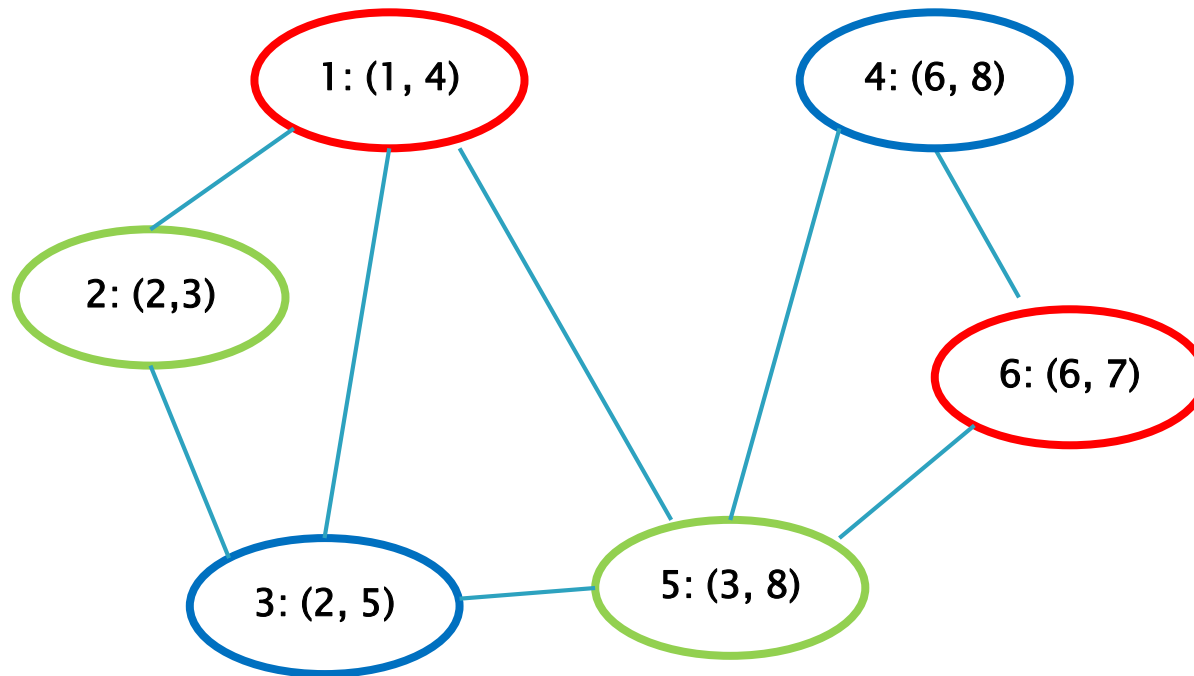 1: (1, 4)
4: (6, 8)
2: (2,3)
6: (6, 7)
3: (2, 5)
5: (3, 8)